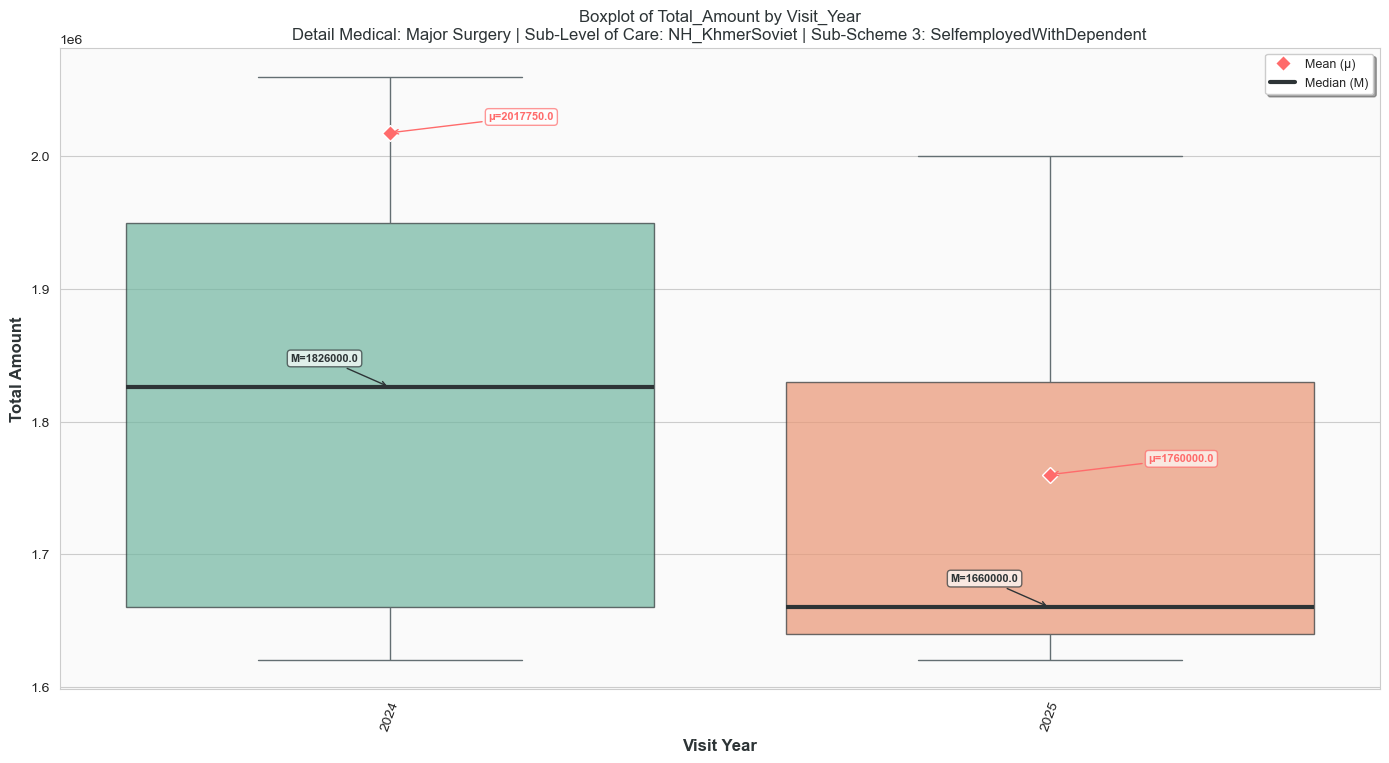 Boxplot of Total_Amount by Visit_Year
Detail Medical: Major Surgery | Sub-Level of Care: NH_KhmerSoviet | Sub-Scheme 3: SelfemployedWithDependent
1e6
Mean (μ)
Median (M)
μ=2017750.0
2.0
1.9
M=1826000.0
1.8
μ=1760000.0
1.7
M=1660000.0
1.6
Total Amount
2024
2025
Visit Year